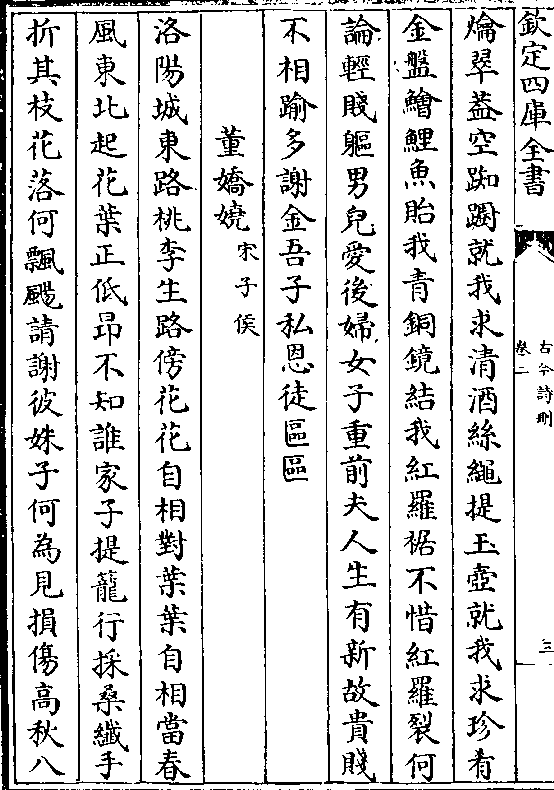 欽定四庫全書
古今詩刪
卷二
三
爚翠葢空踟蹰就我求清酒絲繩提玉壺就我求珍肴
金盤鱠鯉魚貽我青銅鏡結我紅羅裾不惜紅羅裂何
論輕賤軀男兒愛後婦女子重前夫人生有新故貴賤
不相踰多謝金吾子私恩徒區區
董嬌嬈宋子侯
洛陽城東路桃李生路傍花花自相對葉葉自相當春
風東北起花葉正低昂不知誰家子提籠行採桑纖手
折其枝花落何飄颺請謝彼姝子何為見損傷高秋八